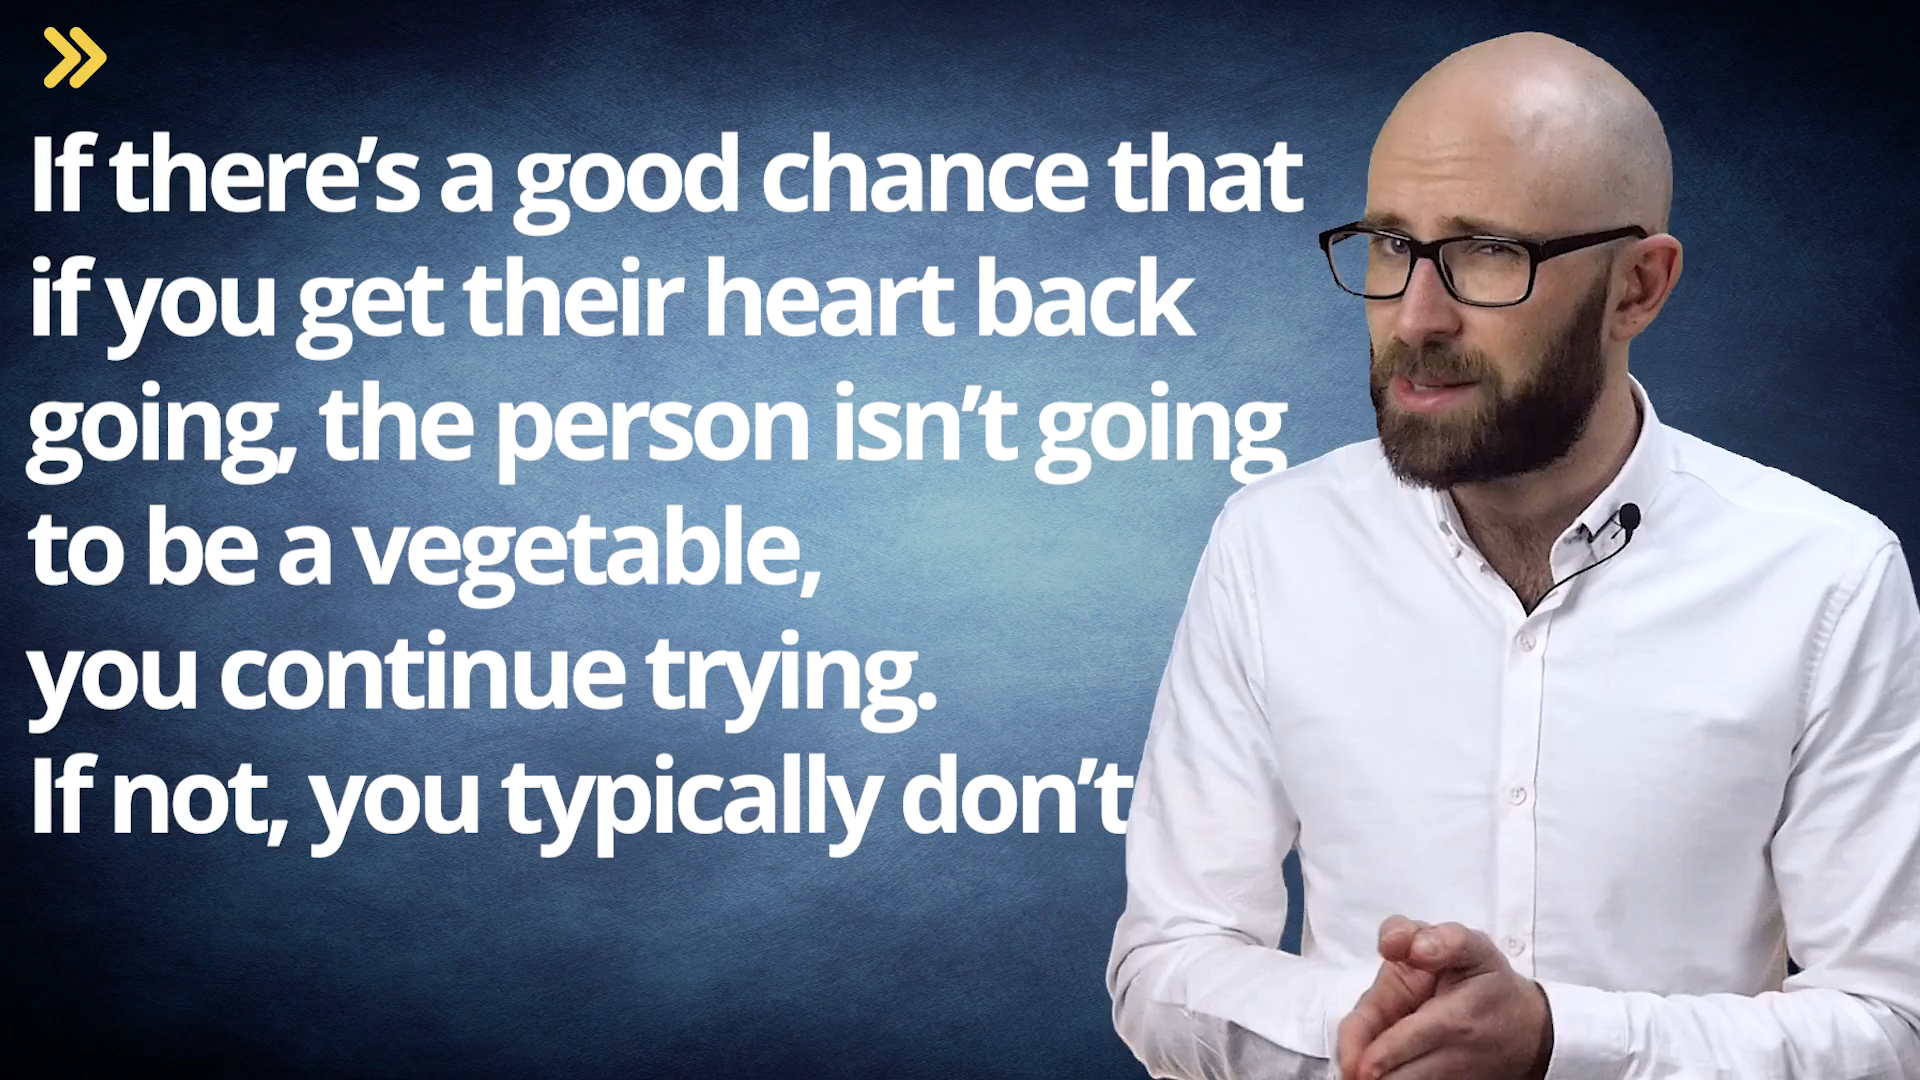 If there’s a good chance that
if you get their heart back
going, the person isn’t going
to be a vegetable,
you continue trying.
If not, you typically don’t